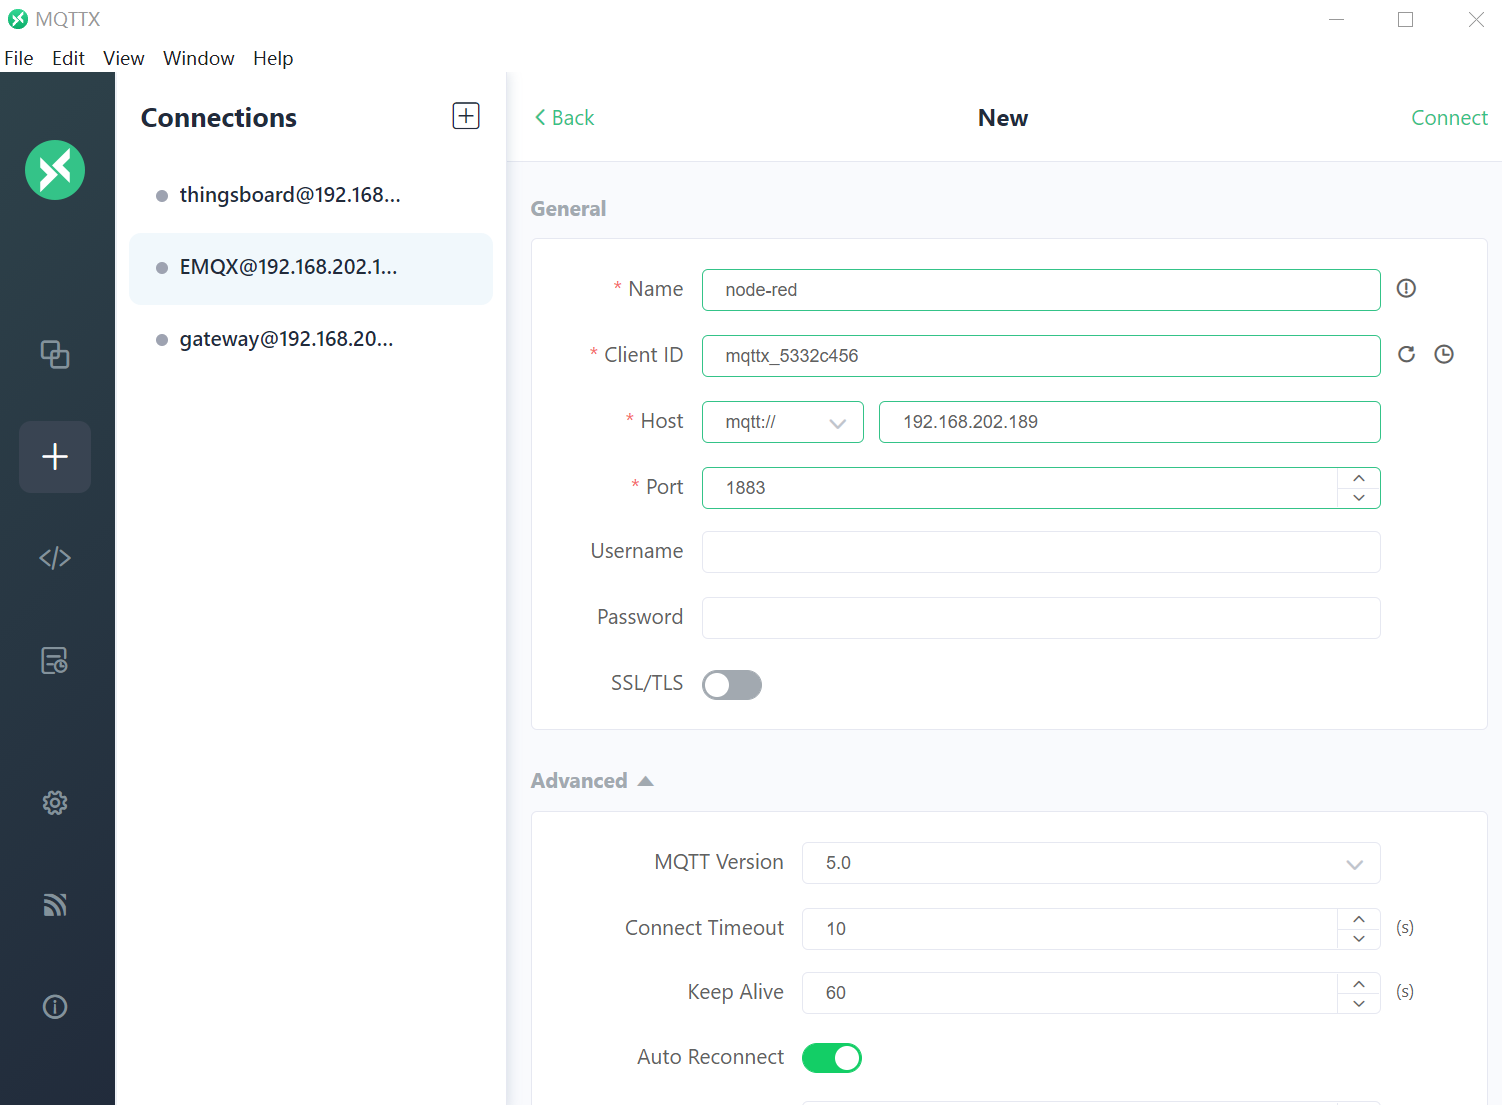 MQTTX
File Edit View Window Help
Connections
thingsboard@192.168...
EMQX@192.168.202.1...
gateway@192.168.20...
Back
New
Connect
General
* Name
node-red
* Client ID
mqttx_5332c456
* Host
mqtt://
192.168.202.189
* Port
1883
Username
Password
SSL/TLS
Advanced
MQTT Version
5.0
Connect Timeout
10
(s)
Keep Alive
60
(s)
Auto Reconnect